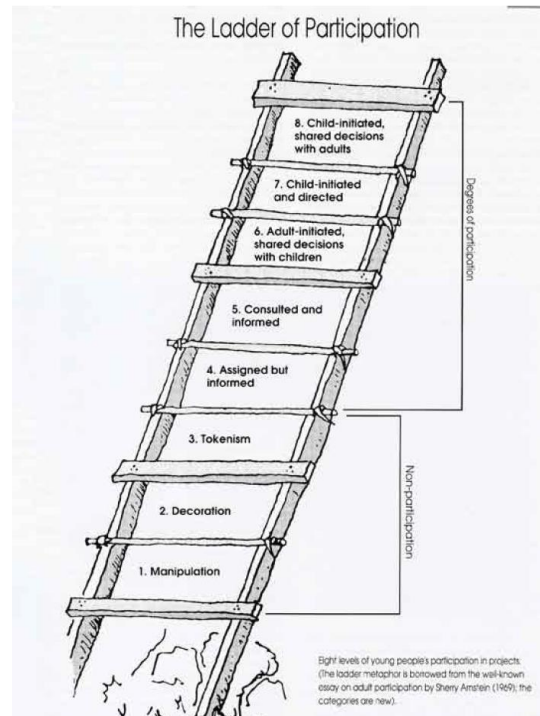 The Ladder of Participation
8. Child-initiated,
shared decisions
with adults
7. Child-initiated
and directed
6. Adult-initiated,
shared decisions
with children
5. Consulted and
informed
4. Assigned but
informed
3. Tokenism
2. Decoration
1. Manipulation
Degrees of participation
Non-participation
Eight levels of young people's participation in projects.
(The ladder metaphor is borrowed from the well-known
essay on adult participation by Sherry Arnstein (1969); the
categories are new).